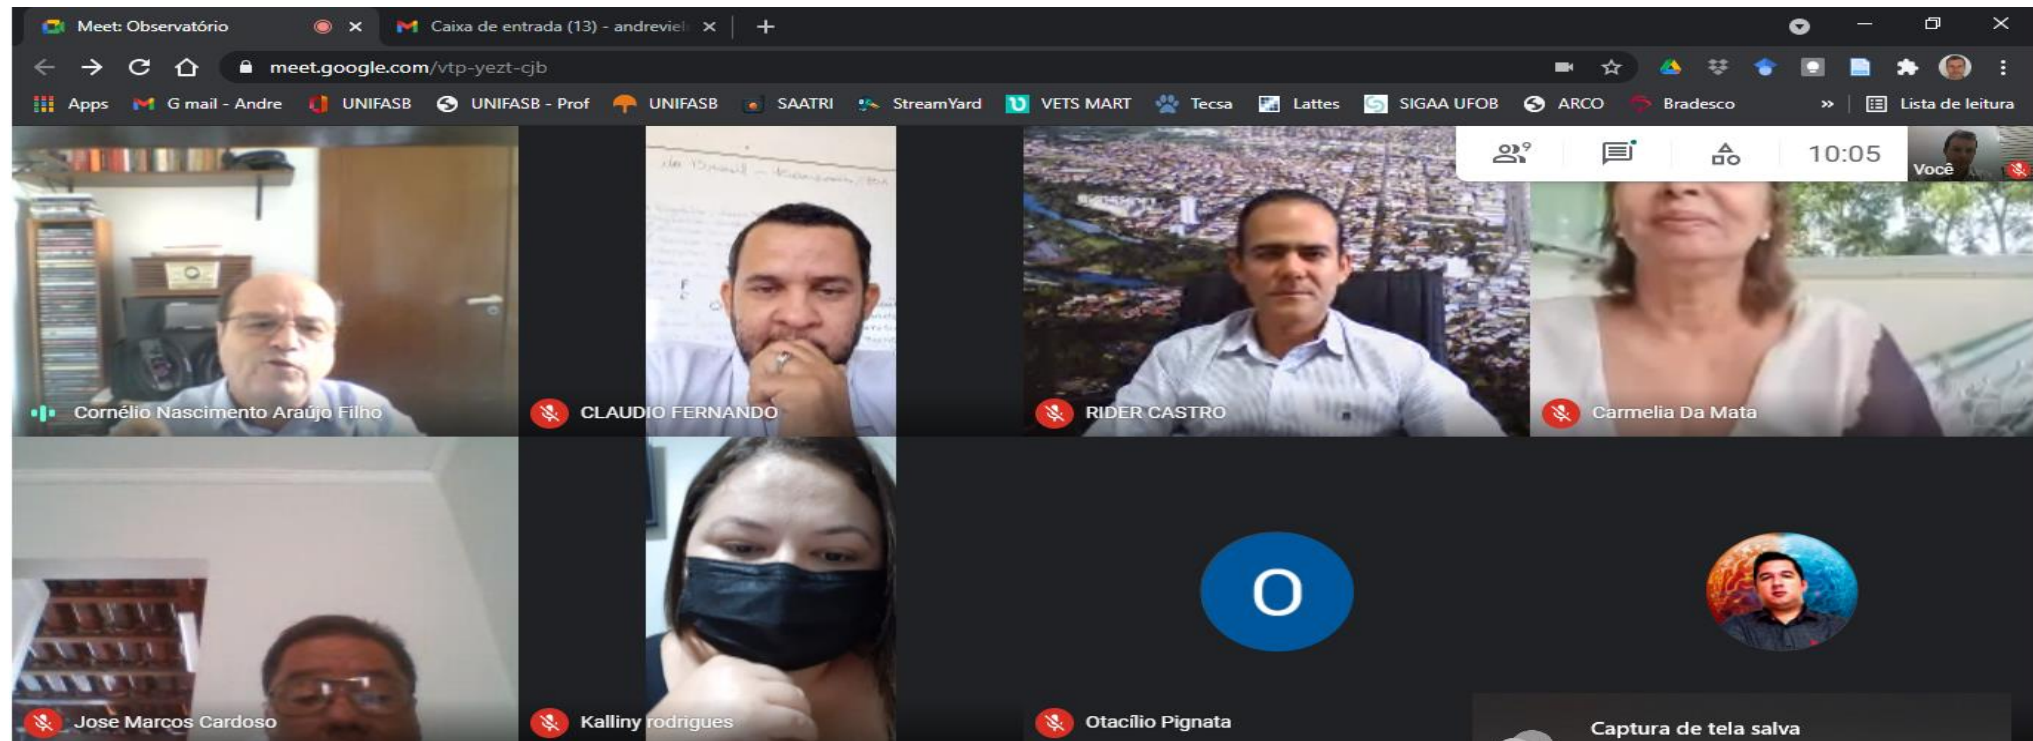 Meet: Observatório
Caixa de entrada (13) - andreviel
meet.google.com/vtp-yezt-cjb
Apps G mail - Andre UNIFASB UNIFASB - Prof UNIFASB SAATRI StreamYard VETS MART Tecsa Lattes SIGAA UFOB ARCO Bradesco » Lista de leitura
9 10:05 Você
Cornélio Nascimento Araújo Filho
CLAUDIO FERNANDO
RIDER CASTRO
Carmelia Da Mata
O
Jose Marcos Cardoso
Kalliny rodrigues
Otacílio Pignata
Captura de tela salva